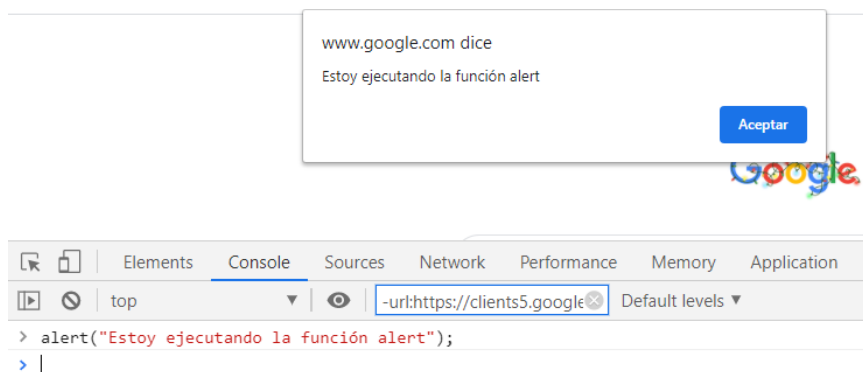 www.google.com dice
Estoy ejecutando la función alert
Aceptar
Google
Elements Console Sources Network Performance Memory Application
top ▼ -url:https://clients5.google Default levels ▼
> alert("Estoy ejecutando la función alert");
>